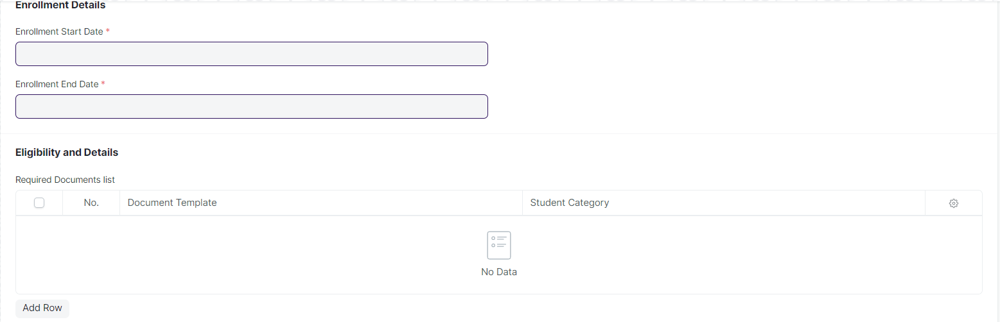 Enrollment Details
Enrollment Start Date *
Enrollment End Date *
Eligibility and Details
Required Documents list
No. Document Template Student Category
No Data
Add Row